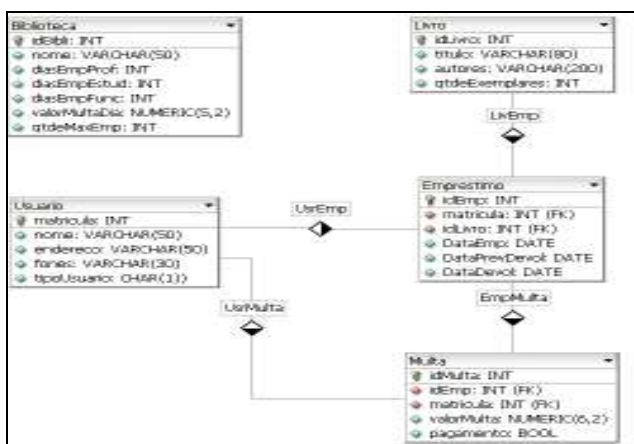 Biblioteca
idBibli: INT
nome: VARCHAR(50)
diasEmpProf: INT
diasEmpEstud: INT
diasEmpFunc: INT
valorMultaDia: NUMERIC(5,2)
qtdeMaxEmp: INT
Livro
idLivro: INT
titulo: VARCHAR(80)
autores: VARCHAR(200)
qtdeExemplares: INT
LivEmp
Usuario
matricula: INT
nome: VARCHAR(50)
endereco: VARCHAR(50)
fones: VARCHAR(30)
tipoUsuario: CHAR(1))
UsrEmp
Emprestimo
idEmp: INT
matricula: INT (FK)
idLivro: INT (FK)
DataEmp: DATE
DataPrevDevol: DATE
DataDevol: DATE
UsrMulta
EmpMulta
Multa
idMulta: INT
idEmp: INT (FK)
matricula: INT (FK)
valorMulta: NUMERIC(6,2)
pagamento: BOOL